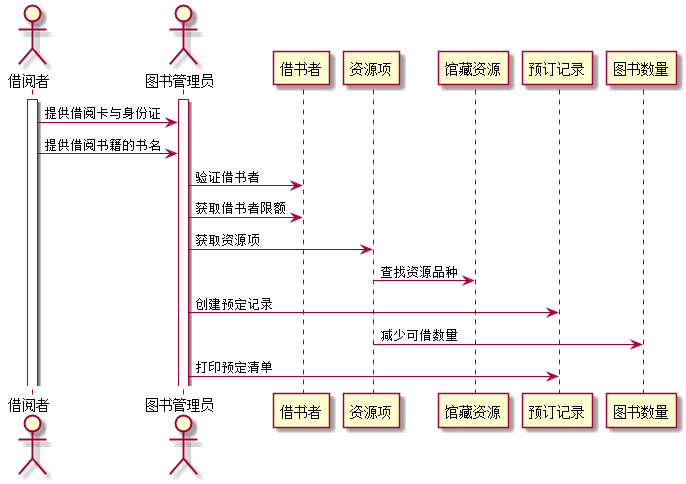 借阅者
图书管理员
借书者
资源项
馆藏资源
预订记录
图书数量
提供借阅卡与身份证
提供借阅书籍的书名
验证借书者
获取借书者限额
获取资源项
查找资源品种
创建预定记录
减少可借数量
打印预定清单
借阅者
图书管理员
借书者
资源项
馆藏资源
预订记录
图书数量